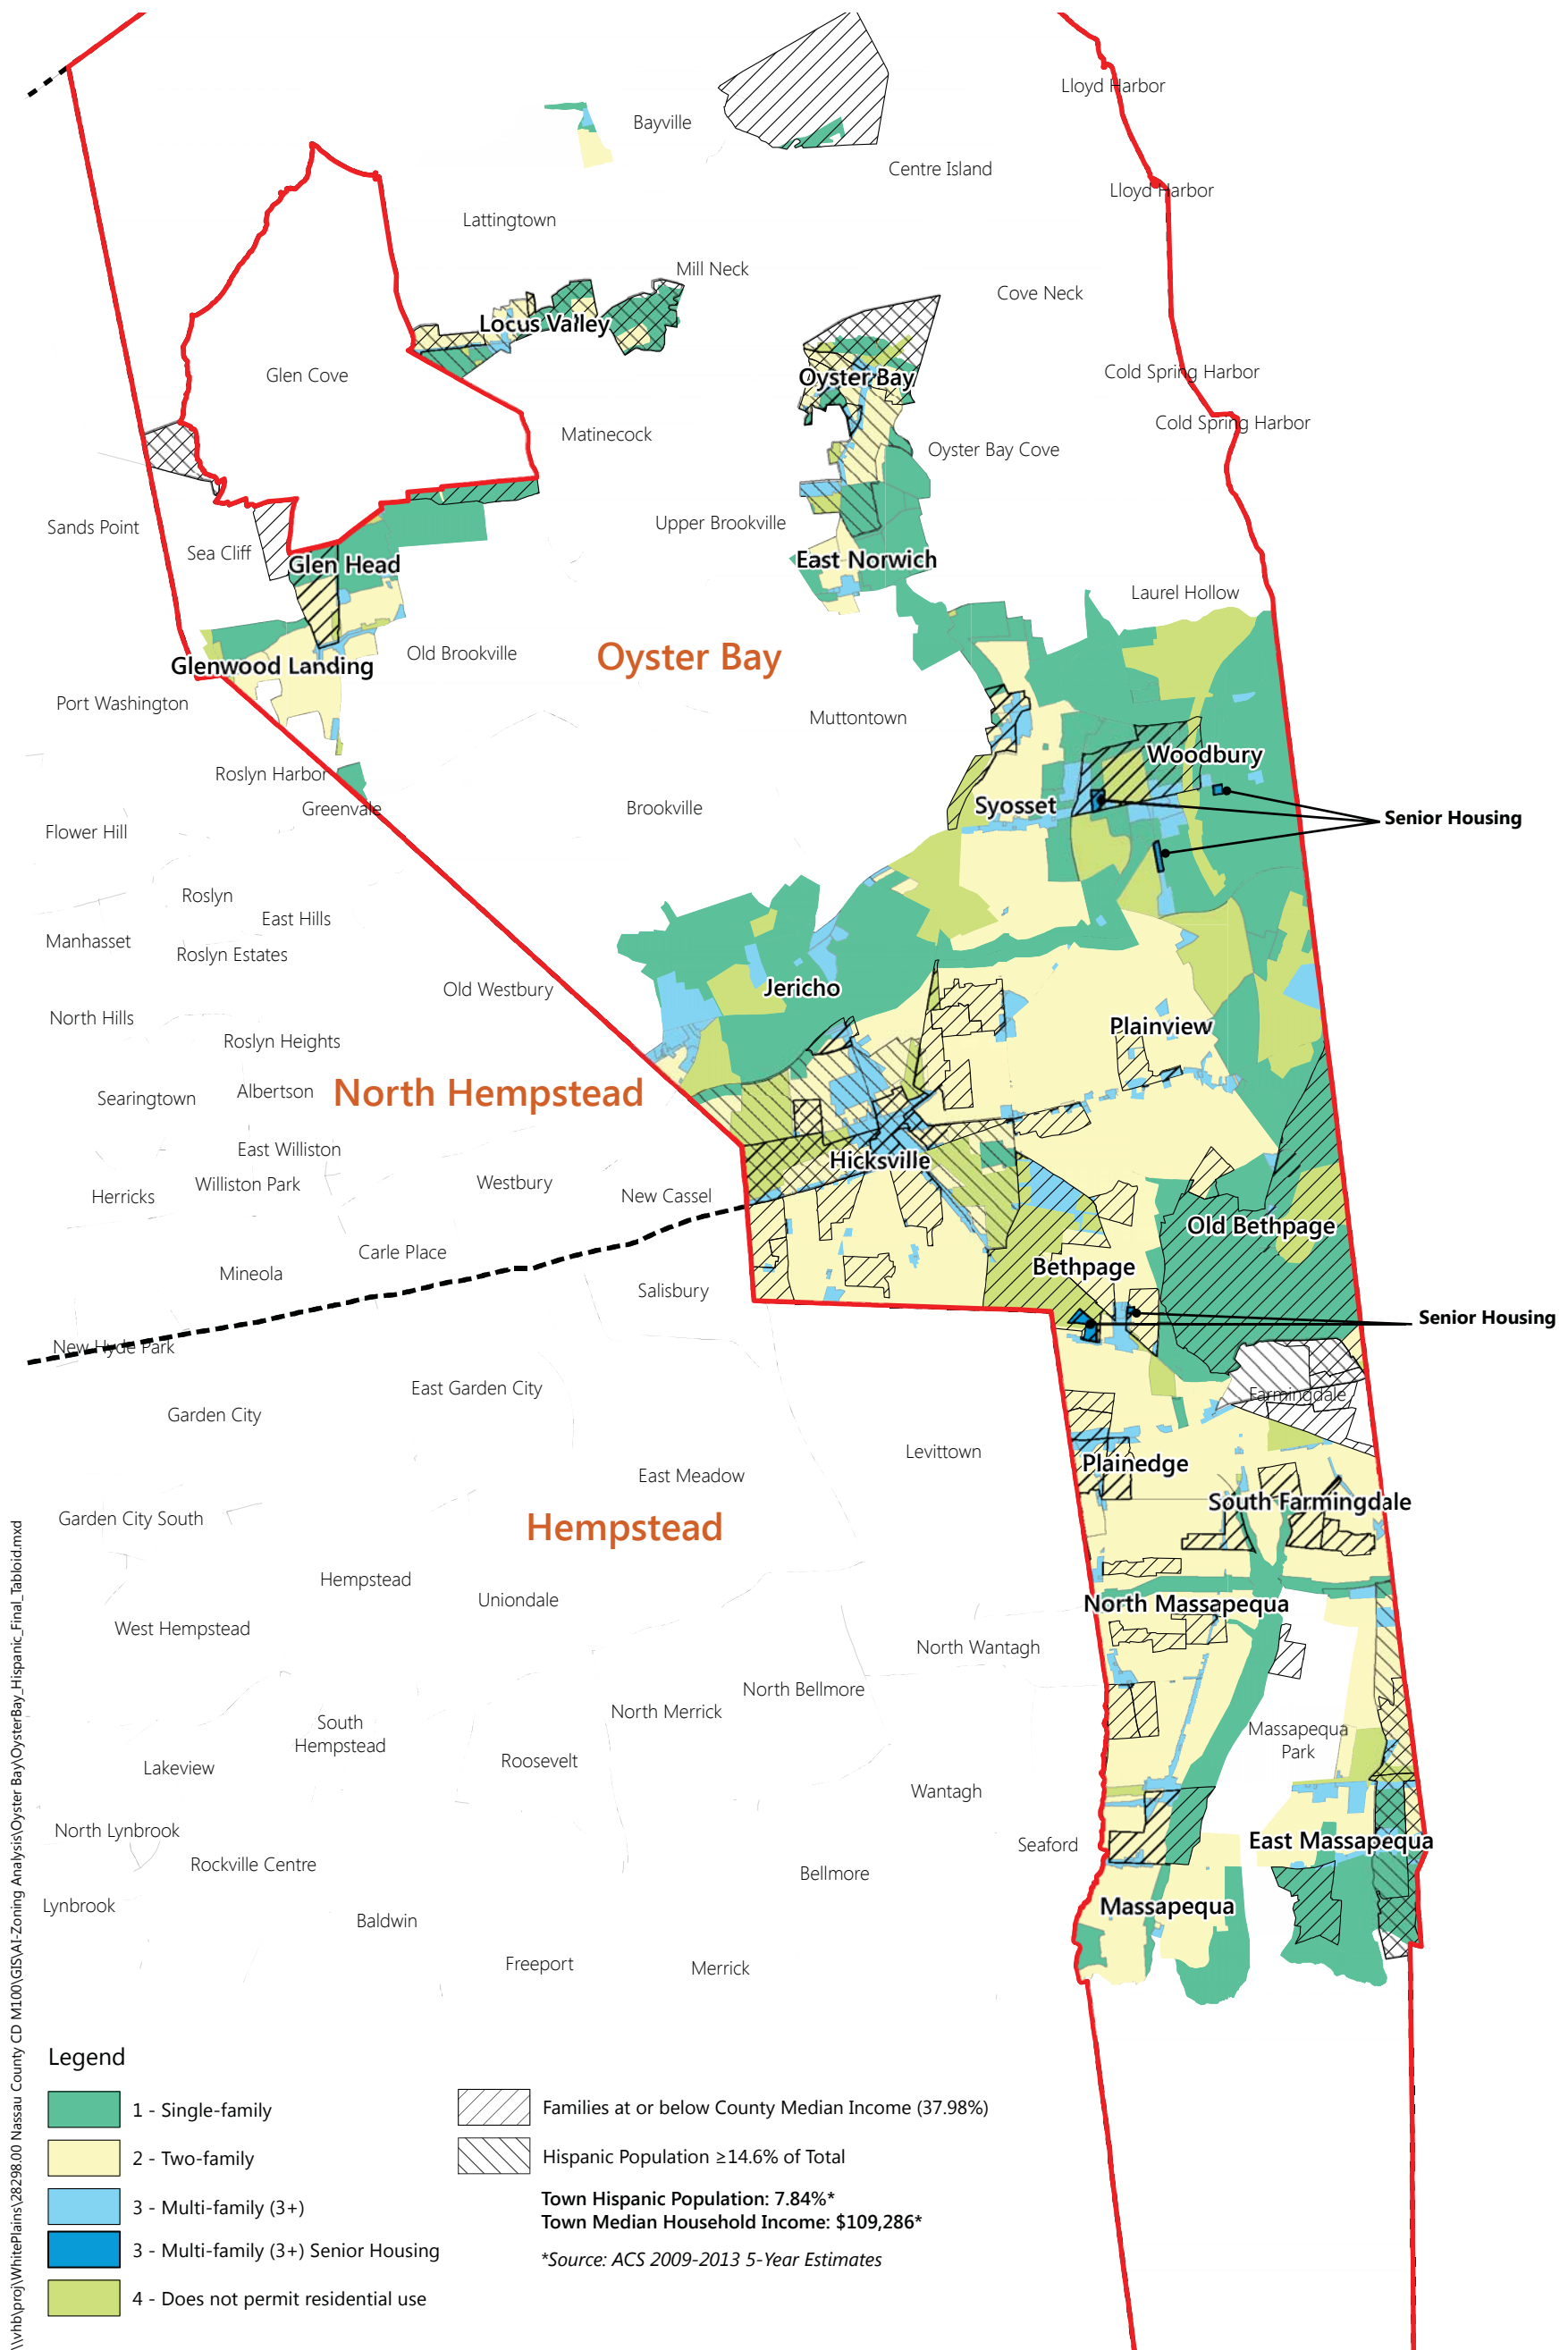 Lloyd Harbor
Bayville
Centre Island
Lloyd Harbor
Lattingtown
Mill Neck
Cove Neck
Locus Valley
Glen Cove
Oyster Bay
Cold Spring Harbor
Cold Spring Harbor
Matinecock
Oyster Bay Cove
Sands Point
Sea Cliff
Upper Brookville
Glen Head
East Norwich
Laurel Hollow
Glenwood Landing
Old Brookville
Oyster Bay
Port Washington
Muttontown
Woodbury
Roslyn Harbor
Greenvale
Brookville
Syosset
Senior Housing
Flower Hill
Roslyn
East Hills
Manhasset
Roslyn Estates
Old Westbury
Jericho
North Hills
Plainview
Roslyn Heights
Searingtown
Albertson
North Hempstead
East Williston
Hicksville
Herricks
Williston Park
Westbury
New Cassel
Old Bethpage
Carle Place
Bethpage
Mineola
Salisbury
Senior Housing
New Hyde Park
East Garden City
Farmingdale
Garden City
Levittown
Plainedge
East Meadow
South Farmingdale
Garden City South
Hempstead
Hempstead
Uniondale
North Massapequa
West Hempstead
North Wantagh
North Bellmore
North Merrick
South
Hempstead
Massapequa
Park
Lakeview
Roosevelt
Wantagh
North Lynbrook
Seaford
East Massapequa
Rockville Centre
Bellmore
Lynbrook
Massapequa
Baldwin
Freeport
Merrick
Legend
1 - Single-family
2 - Two-family
3 - Multi-family (3+)
3 - Multi-family (3+) Senior Housing
4 - Does not permit residential use
Families at or below County Median Income (37.98%)
Hispanic Population ≥14.6% of Total
Town Hispanic Population: 7.84%*
Town Median Household Income: $109,286*
*Source: ACS 2009-2013 5-Year Estimates
\\vhb\proj\WhitePlains\28298.00 Nassau County CD M100\GIS\AI-Zoning Analysis\Oyster Bay\OysterBay_Hispanic_Final_Tabloid.mxd